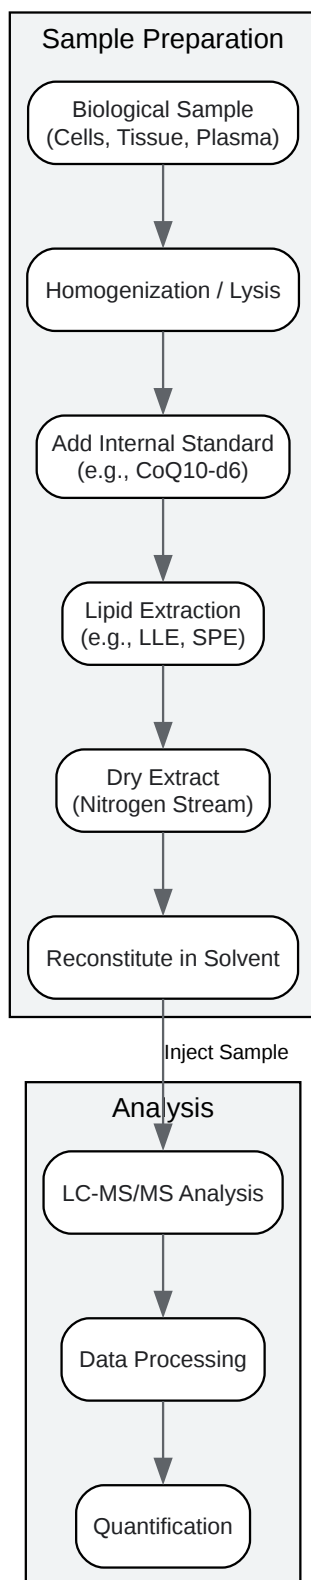 Sample Preparation
Biological Sample
(Cells, Tissue, Plasma)
Homogenization / Lysis
Add Internal Standard
(e.g., CoQ10-d6)
Lipid Extraction
(e.g., LLE, SPE)
Dry Extract
(Nitrogen Stream)
Reconstitute in Solvent
Inject Sample
Analysis
LC-MS/MS Analysis
Data Processing
Quantification